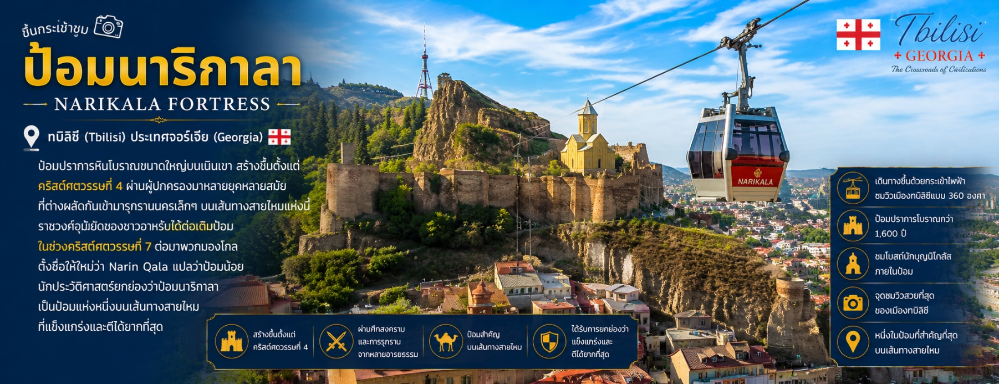 ขึ้นกระเช้าชม
ป้อมนาริกาลา
NARIKALA FORTRESS
ทบิลิซี (Tbilisi) ประเทศจอร์เจีย (Georgia)
ป้อมปราการหินโบราณขนาดใหญ่บนเนินเขา สร้างขึ้นตั้งแต่
คริสต์ศตวรรษที่ 4 ผ่านผู้ปกครองมาหลายยุคหลายสมัย
ที่ต่างผลัดกันเข้ามารุกรานนครเล็กๆ บนเส้นทางสายไหมแห่งนี้
ราชวงศ์อุมัยยัดของชาวอาหรับได้ต่อเติมป้อม
ในช่วงคริสต์ศตวรรษที่ 7 ต่อมาพวกมองโกล
ตั้งชื่อให้ใหม่ว่า Narin Qala แปลว่าป้อมน้อย
นักประวัติศาสตร์ยกย่องว่าป้อมนาริกาลา
เป็นป้อมแห่งหนึ่งบนเส้นทางสายไหม
ที่แข็งแกร่งและตีได้ยากที่สุด
สร้างขึ้นตั้งแต่
คริสต์ศตวรรษที่ 4
ผ่านศึกสงคราม
และการรุกราน
จากหลายอารยธรรม
ป้อมสำคัญ
บนเส้นทางสายไหม
ได้รับการยกย่องว่า
แข็งแกร่งและ
ตีได้ยากที่สุด
NARIKALA
Tbilisi
GEORGIA
The Crossroads of Civilizations
เดินทางขึ้นด้วยกระเช้าไฟฟ้า
ชมวิวเมืองทบิลิซีแบบ 360 องศา
ป้อมปราการโบราณกว่า
1,600 ปี
ชมโบสถ์นักบุญนิโคลัส
ภายในป้อม
จุดชมวิวสวยที่สุด
ของเมืองทบิลิซี
หนึ่งในป้อมที่สำคัญที่สุด
บนเส้นทางสายไหม